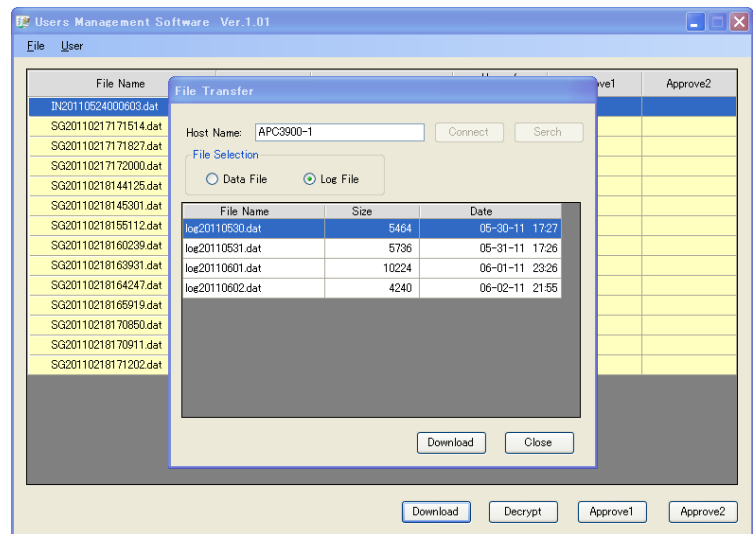 Users Management Software Ver.1.01
File User
File Name Approve2
IN20110524000603.dat
SG20110217171514.dat
SG20110217171827.dat
SG20110217172000.dat
SG20110218144125.dat
SG20110218145301.dat
SG20110218155112.dat
SG20110218160239.dat
SG20110218163931.dat
SG20110218164247.dat
SG20110218165919.dat
SG20110218170850.dat
SG20110218170911.dat
SG20110218171202.dat
File Transfer
Host Name: APC3900-1 Connect Serch
File Selection
Data File Log File
File Name Size Date
log20110530.dat 5464 05-30-11 17:27
log20110531.dat 5736 05-31-11 17:26
log20110601.dat 10224 06-01-11 23:26
log20110602.dat 4240 06-02-11 21:55
Download Close
Download Decrypt Approve1 Approve2